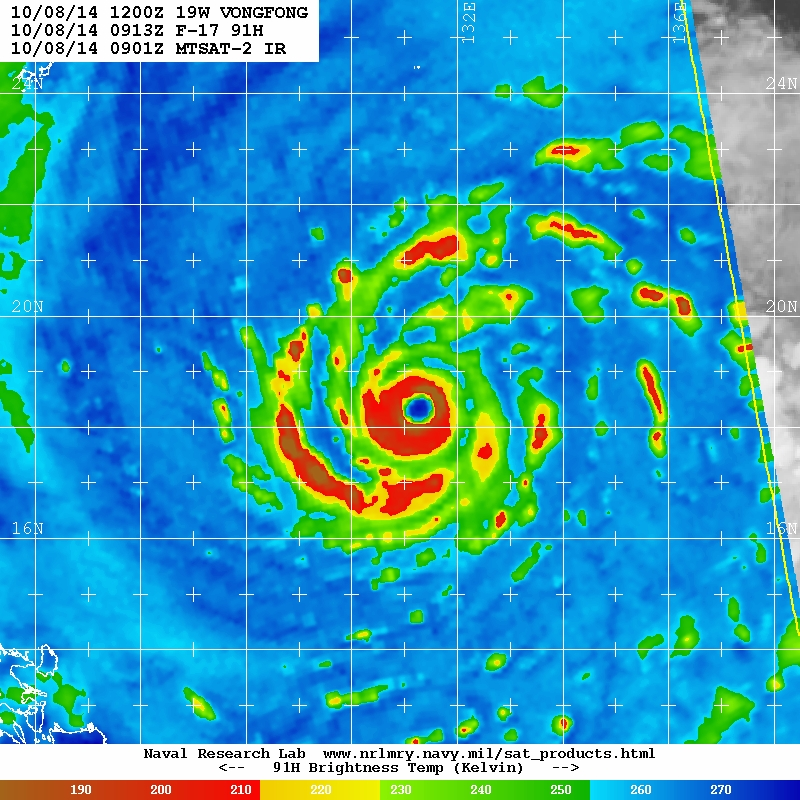 10/08/14 1200Z 19W VONGFONG
10/08/14 0913Z F-17 91H
10/08/14 0901Z MTSAT-2 IR
132E
136E
24N
24N
20N
20N
16N
16N
Naval Research Lab www.nrlmry.navy.mil/sat_products.html
<-- 91H Brightness Temp (Kelvin) -->
190 200 210 220 230 240 250 260 270